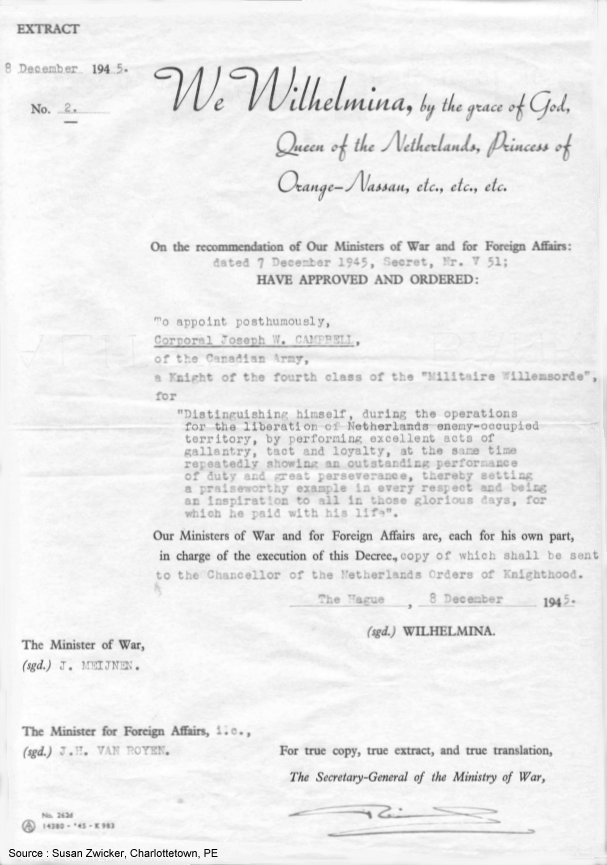 EXTRACT
8 December 1945.
No. 2.
We Wilhelmina, by the grace of God,
Queen of the Netherlands, Princess of
Orange-Nassau, etc., etc., etc.
On the recommendation of Our Ministers of War and for Foreign Affairs:
dated 7 December 1945, Secret, Nr. V 51;
HAVE APPROVED AND ORDERED:
To appoint posthumously,
Corporal Joseph W. CAMPBELL,
of the Canadian Army,
a Knight of the fourth class of the "Militaire Willemsorde",
for
"Distinguishing himself, during the operations
for the liberation of Netherlands enemy-occupied
territory, by performing excellent acts of
gallantry, tact and loyalty, at the same time
repeatedly showing an outstanding performance
of duty and great perseverance, thereby setting
a praiseworthy example in every respect and being
an inspiration to all in those glorious days, for
which he paid with his life".
Our Ministers of War and for Foreign Affairs are, each for his own part,
in charge of the execution of this Decree, copy of which shall be sent
to the Chancellor of the Netherlands Orders of Knighthood.
The Hague, 8 December 1945.
(sgd.) WILHELMINA.
The Minister of War,
(sgd.) J. MEIJNEN.
The Minister for Foreign Affairs, i.c.,
(sgd.) J.H. VAN ROYEN.
For true copy, true extract, and true translation,
The Secretary-General of the Ministry of War,
No. 2626
14380 - '45 - K 983
Source : Susan Zwicker, Charlottetown, PE